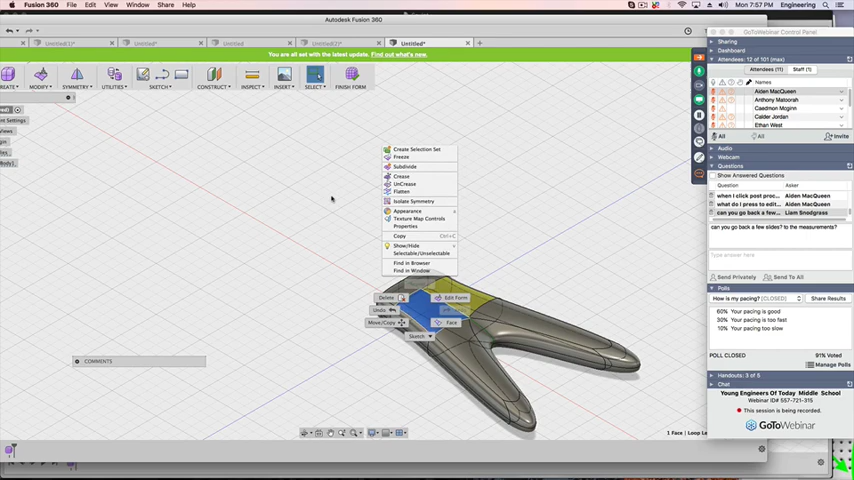 Fusion 360 File Edit View Window Share Help
Mon 7:57 PM Engineering
Autodesk Fusion 360
Untitled(1)* Untitled* Untitled Untitled(2)* Untitled*
You are all set with the latest update. Find out what's new.
MODIFY SYMMETRY UTILITIES SKETCH CONSTRUCT INSPECT INSERT SELECT FINISH FORM
Create Selection Set
Freeze
Subdivide
Crease
UnCrease
Flatten
Isolate Symmetry
Appearance
Texture Map Controls
Properties
Copy Ctrl+C
Show/Hide
Selectable/Unselectable
Find in Browser
Find in Window
Delete Edit Form
Undo
Move/Copy Face
Sketch
COMMENTS
GoToWebinar Control Panel
Sharing
Dashboard
Attendees: 12 of 101 (max)
Attendees (11) Staff (1)
Names
Aiden MacQueen
Anthony Matoorah
Caedmon Mcginn
Calder Jordan
Ethan West
All All Invite
Audio
Webcam
Questions
Show Answered Questions
Question Asker
when I click post proc... Aiden MacQueen
what do i press to edit... Aiden MacQueen
can you go back a few... Liam Snodgrass
can you go back a few slides? to the measurements?
Type answer here
Send Privately Send To All
Polls
How is my pacing? [CLOSED] Share Results
60% Your pacing is good
30% Your pacing is too fast
10% Your pacing too slow
POLL CLOSED 91% Voted
Manage Polls
Handouts: 3 of 5
Chat
Young Engineers Of Today Middle School
Webinar ID# 557-721-315
This session is being recorded.
GoToWebinar